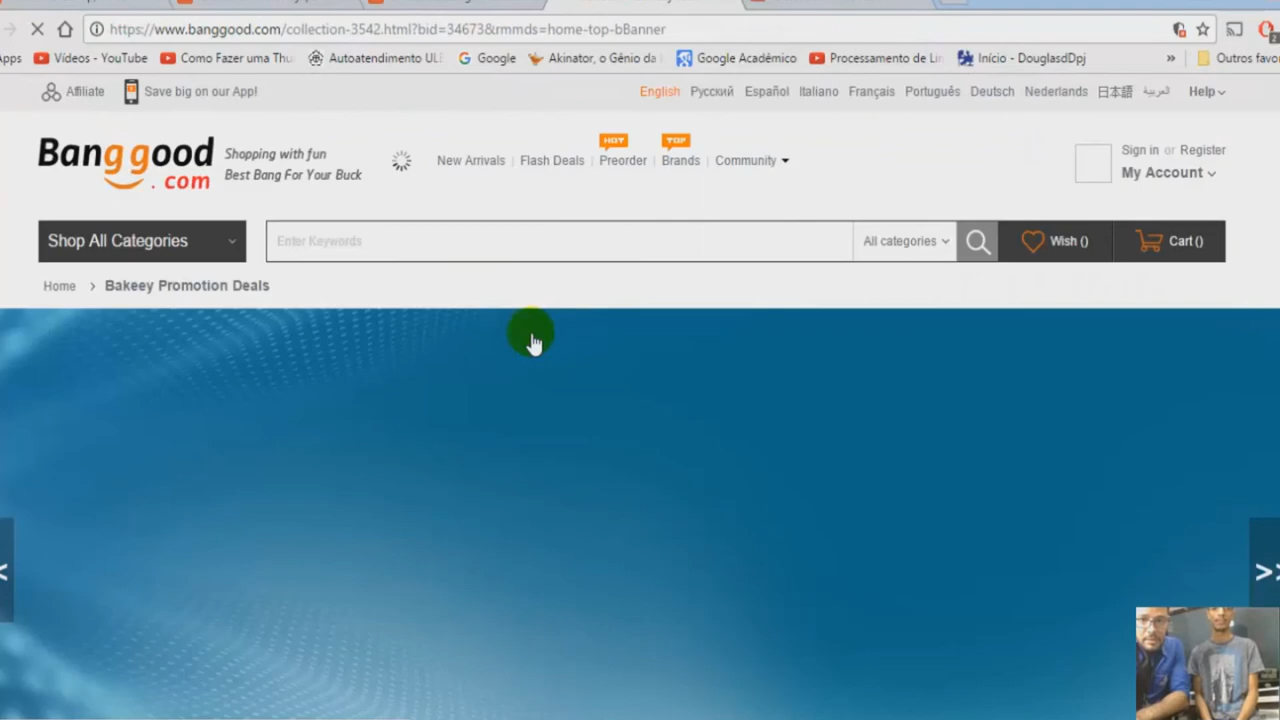 https://www.banggood.com/collection-3542.html?bid=34673&rmmds=home-top-bBanner
Vídeos - YouTube Como Fazer uma Thu Autoatendimento ULE Google Akinator, o Gênio da Google Acadêmico Processamento de Lin Início - DouglasdDpj » Outros favor
Affiliate Save big on our App! English Русский Español Italiano Français Português Deutsch Nederlands 日本語 العربية Help
HOT TOP
Banggood.com Shopping with fun
Best Bang For Your Buck
New Arrivals Flash Deals Preorder Brands Community
Sign in or Register
My Account
Shop All Categories Enter Keywords All categories Wish () Cart ()
Home > Bakeey Promotion Deals
< >>